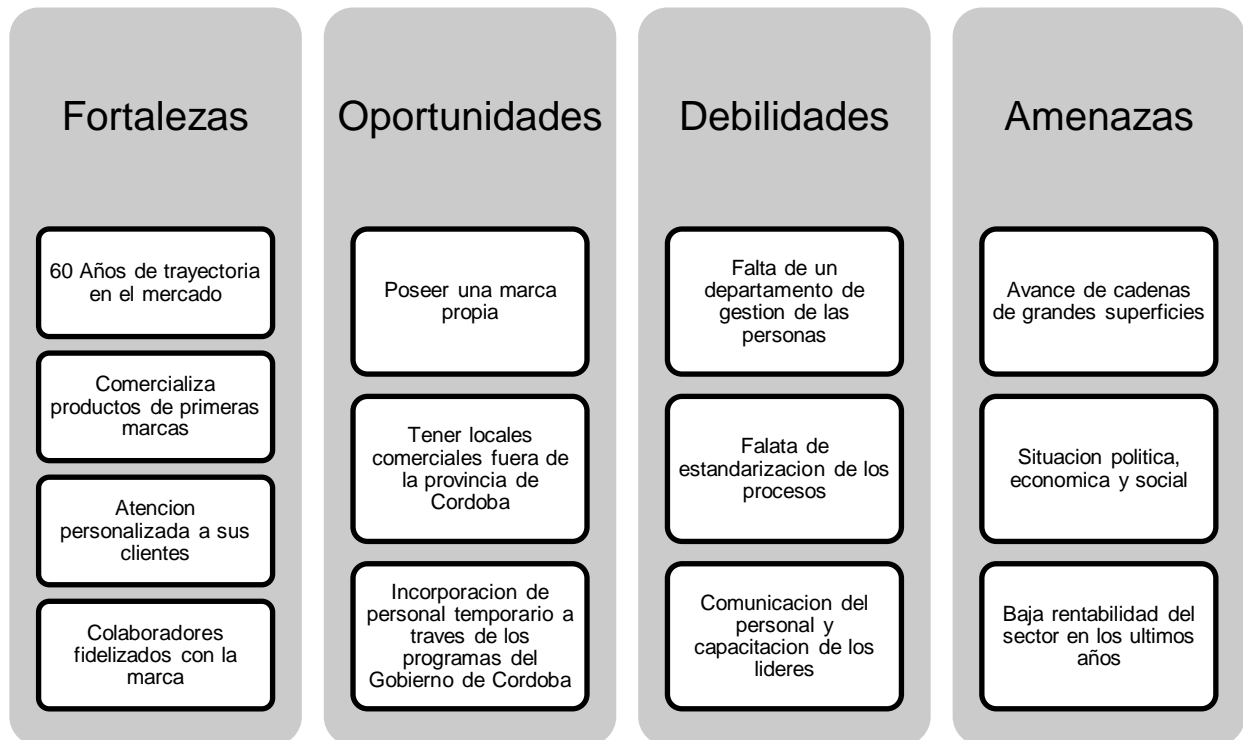 Fortalezas
60 Años de trayectoria
en el mercado
Comercializa
productos de primeras
marcas
Atencion
personalizada a sus
clientes
Colaboradores
fidelizados con la
marca
Oportunidades
Poseer una marca
propia
Tener locales
comerciales fuera de
la provincia de
Cordoba
Incorporacion de
personal temporario a
traves de los
programas del
Gobierno de Cordoba
Debilidades
Falta de un
departamento de
gestion de las
personas
Falata de
estandarizacion de los
procesos
Comunicacion del
personal y
capacitacion de los
lideres
Amenazas
Avance de cadenas
de grandes superficies
Situacion politica,
economica y social
Baja rentabilidad del
sector en los ultimos
años